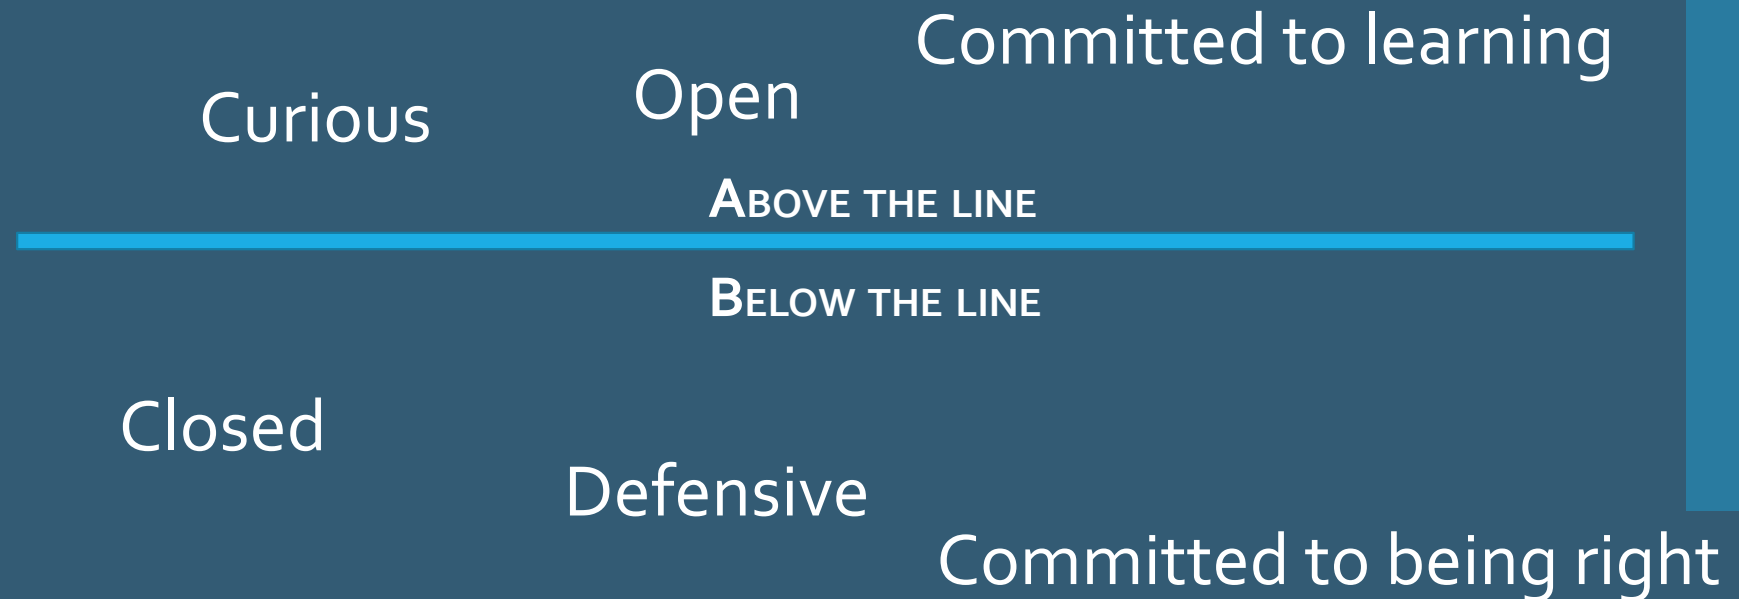 Committed to learning
Open
Curious
Above the line
Below the line
Closed
Defensive
Committed to being right